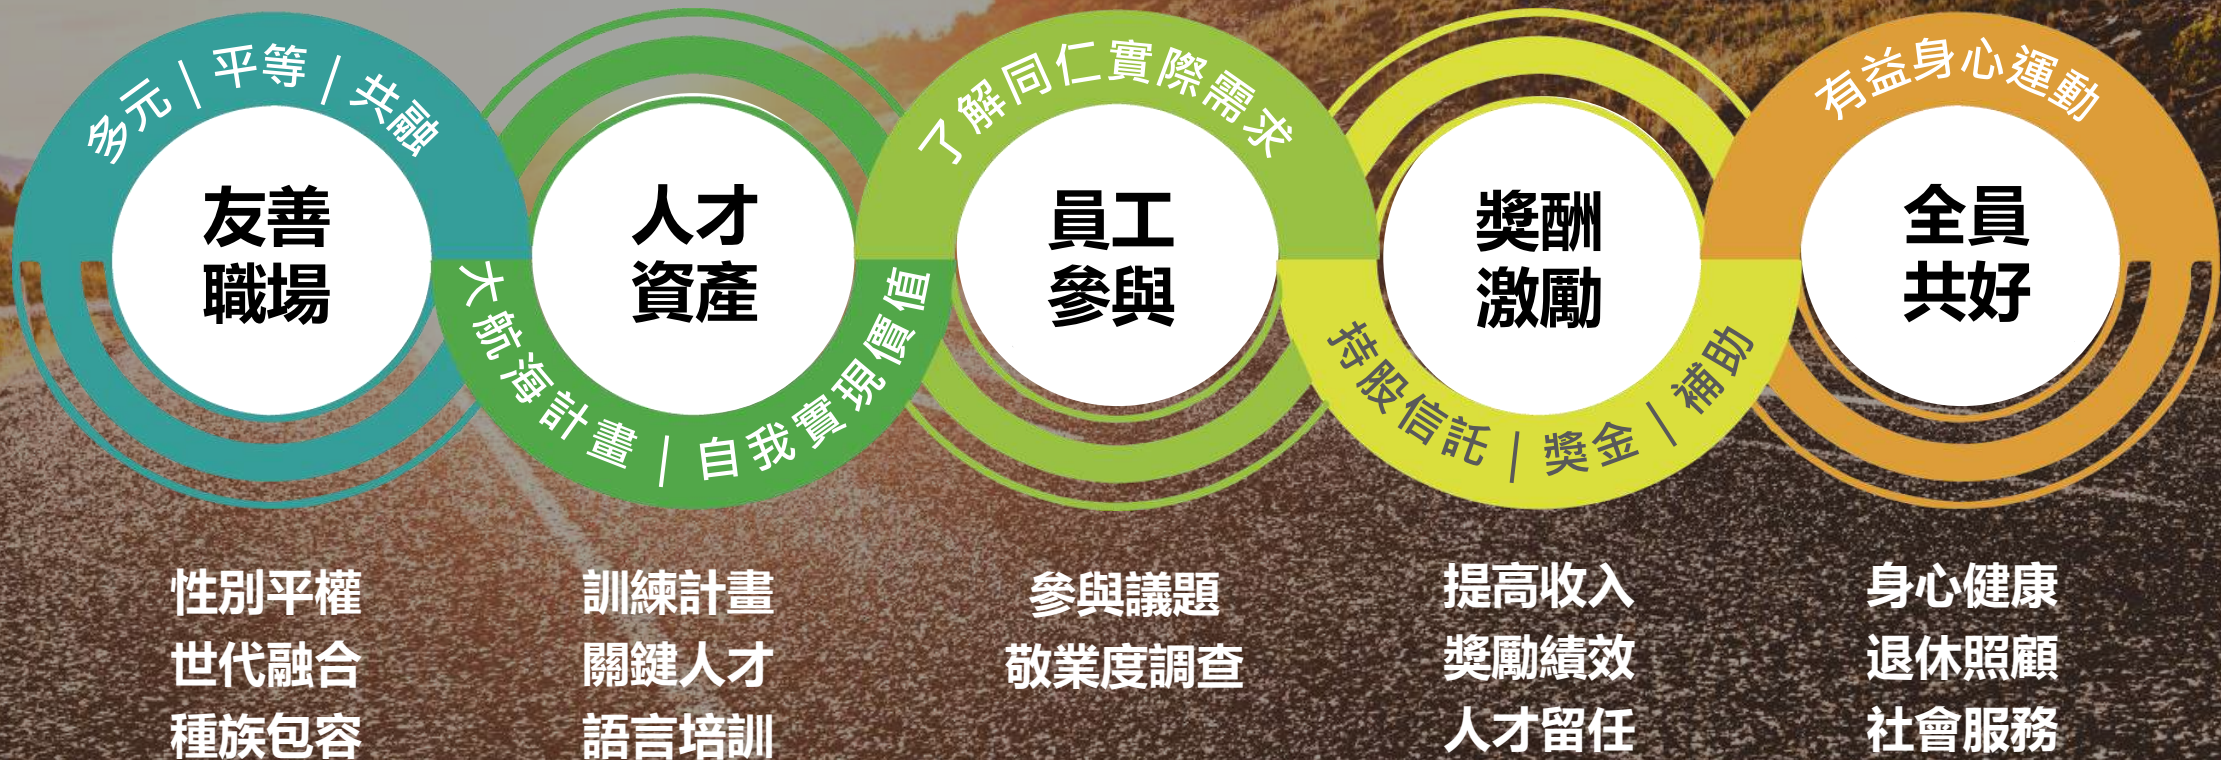 多元｜平等｜共融
友善
職場
性別平權
世代融合
種族包容
人才
資產
大航海計畫｜自我實現價值
訓練計畫
關鍵人才
語言培訓
了解同仁實際需求
員工
參與
參與議題
敬業度調查
獎酬
激勵
持股信託｜獎金｜補助
提高收入
獎勵績效
人才留任
有益身心運動
全員
共好
身心健康
退休照顧
社會服務